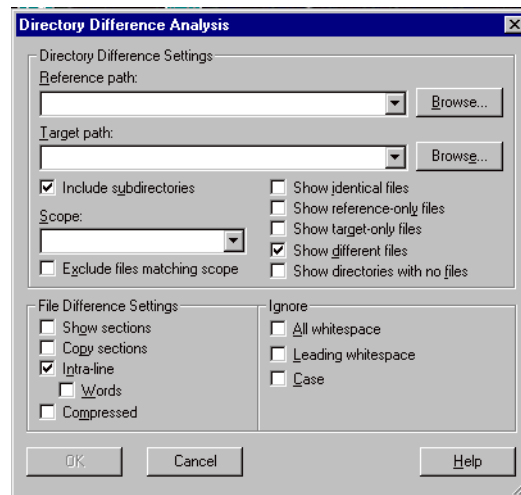 Directory Difference Analysis
Directory Difference Settings
Reference path:
Browse...
Target path:
Browse...
Include subdirectories
Scope:
Exclude files matching scope
Show identical files
Show reference-only files
Show target-only files
Show different files
Show directories with no files
File Difference Settings
Show sections
Copy sections
Intra-line
Words
Compressed
Ignore
All whitespace
Leading whitespace
Case
OK
Cancel
Help